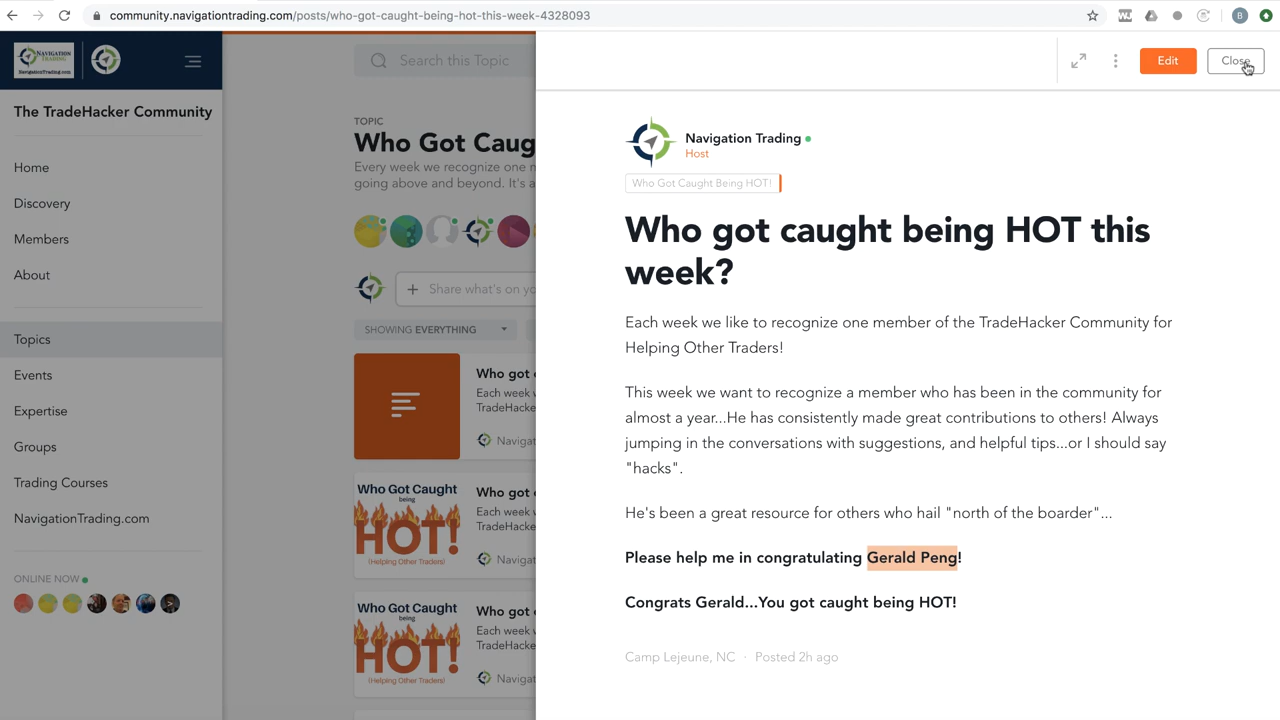 community.navigationtrading.com/posts/who-got-caught-being-hot-this-week-4328093
B
NAVIGATION TRADING
NavigationTrading.com
The TradeHacker Community
Home
Discovery
Members
About
Topics
Events
Expertise
Groups
Trading Courses
NavigationTrading.com
ONLINE NOW
Search this Topic
TOPIC
Who Got Caug
Every week we recognize one m
going above and beyond. It's a
Share what's on yo
SHOWING EVERYTHING
Who got c
Each week
TradeHack
Navigat
Who Got Caught
being
HOT!
(Helping Other Traders)
Who got c
Each week
TradeHack
Navigat
Who Got Caught
being
HOT!
(Helping Other Traders)
Who got c
Each week
TradeHack
Navigat
Edit
Close
Navigation Trading
Host
Who Got Caught Being HOT!
Who got caught being HOT this
week?
Each week we like to recognize one member of the TradeHacker Community for
Helping Other Traders!
This week we want to recognize a member who has been in the community for
almost a year...He has consistently made great contributions to others! Always
jumping in the conversations with suggestions, and helpful tips...or I should say
"hacks".
He's been a great resource for others who hail "north of the boarder"...
Please help me in congratulating Gerald Peng!
Congrats Gerald...You got caught being HOT!
Camp Lejeune, NC · Posted 2h ago